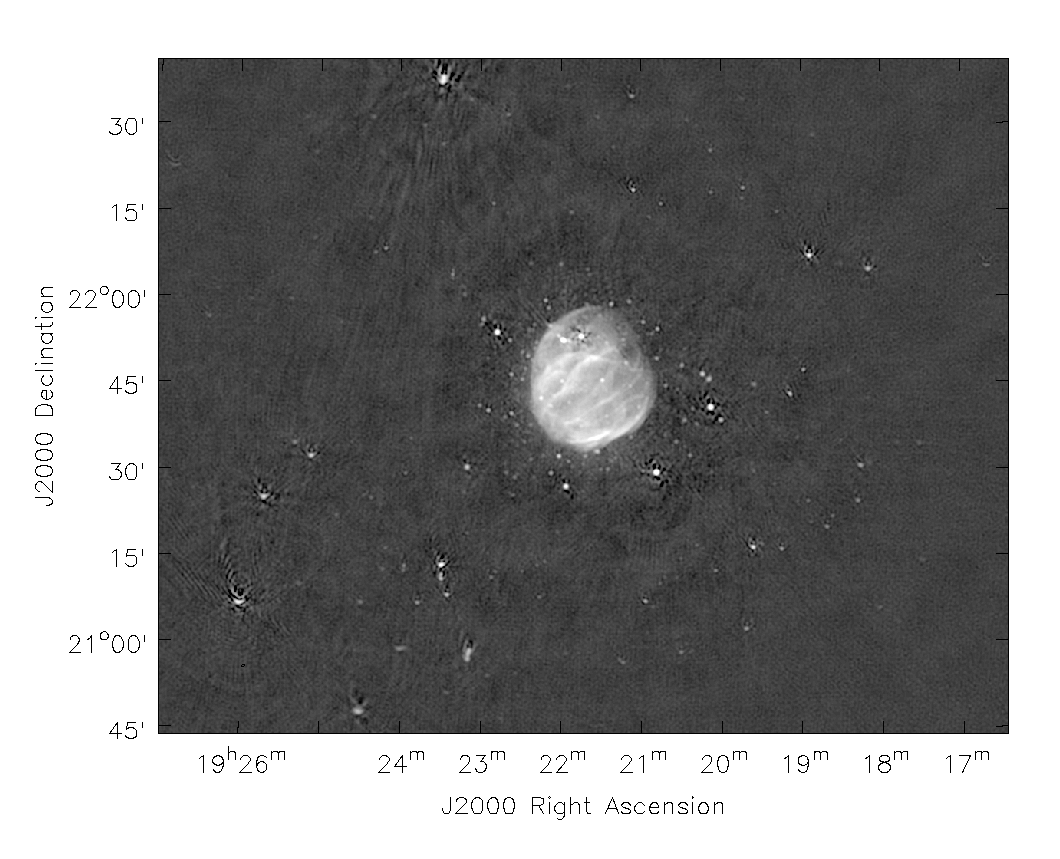 30'
15'
22°00'
45'
30'
15'
21°00'
45'
J2000 Declination
19ʰ26ᵐ 24ᵐ 23ᵐ 22ᵐ 21ᵐ 20ᵐ 19ᵐ 18ᵐ 17ᵐ
J2000 Right Ascension